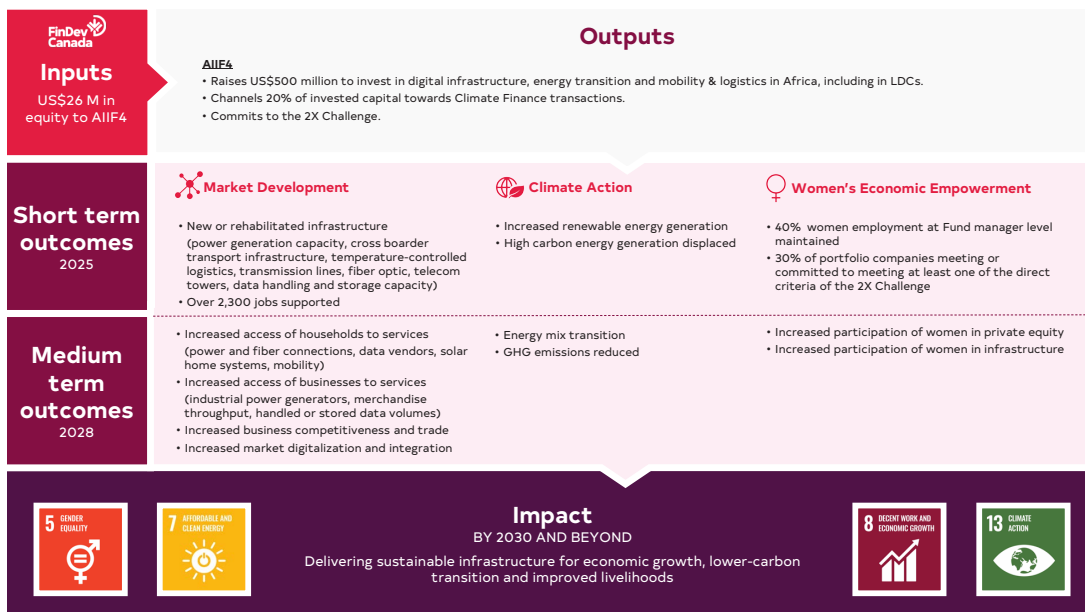 FinDev
Canada
Inputs
US$26 M in
equity to AIIF4
Outputs
AIIF4
• Raises US$500 million to invest in digital infrastructure, energy transition and mobility & logistics in Africa, including in LDCs.
• Channels 20% of invested capital towards Climate Finance transactions.
• Commits to the 2X Challenge.
Short term
outcomes
2025
Market Development
• New or rehabilitated infrastructure
(power generation capacity, cross boarder
transport infrastructure, temperature-controlled
logistics, transmission lines, fiber optic, telecom
towers, data handling and storage capacity)
• Over 2,300 jobs supported
Climate Action
• Increased renewable energy generation
• High carbon energy generation displaced
Women's Economic Empowerment
• 40% women employment at Fund manager level
maintained
• 30% of portfolio companies meeting or
committed to meeting at least one of the direct
criteria of the 2X Challenge
Medium
term
outcomes
2028
• Increased access of households to services
(power and fiber connections, data vendors, solar
home systems, mobility)
• Increased access of businesses to services
(industrial power generators, merchandise
throughput, handled or stored data volumes)
• Increased business competitiveness and trade
• Increased market digitalization and integration
• Energy mix transition
• GHG emissions reduced
• Increased participation of women in private equity
• Increased participation of women in infrastructure
5 GENDER
EQUALITY
7 AFFORDABLE AND
CLEAN ENERGY
Impact
BY 2030 AND BEYOND
Delivering sustainable infrastructure for economic growth, lower-carbon
transition and improved livelihoods
8 DECENT WORK AND
ECONOMIC GROWTH
13 CLIMATE
ACTION